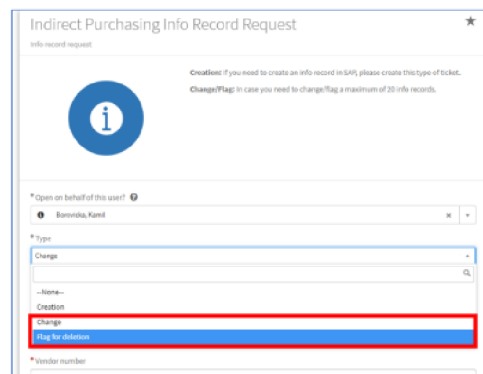 Indirect Purchasing Info Record Request
Info record request
Creation: If you need to create an info record in SAP, please create this type of ticket.
Change/Flag: In case you need to change/flag a maximum of 20 info records.
* Open on behalf of this user?
Borovicka, Kamil
* Type
Change
--None--
Creation
Change
Flag for deletion
* Vendor number